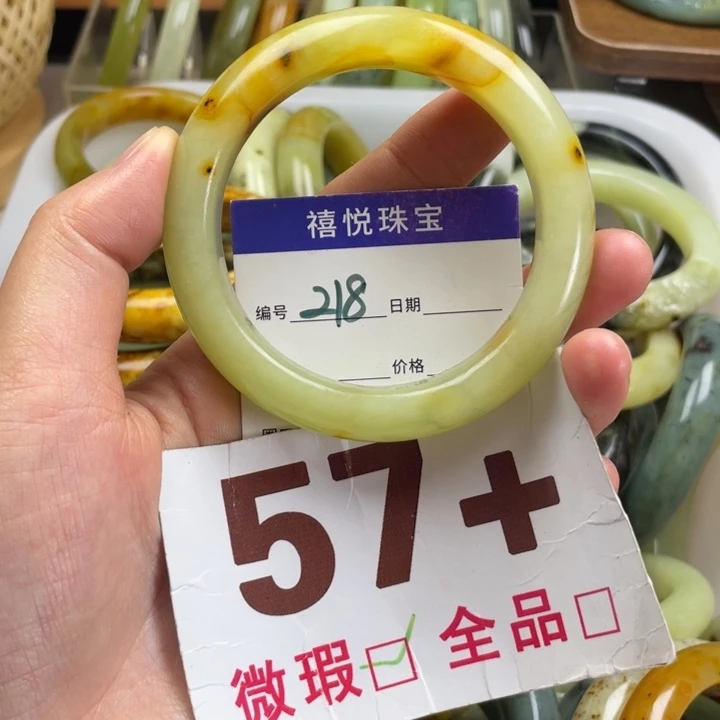 禧悦珠宝
编号 218 日期
价格
57+
微瑕☑ 全品□